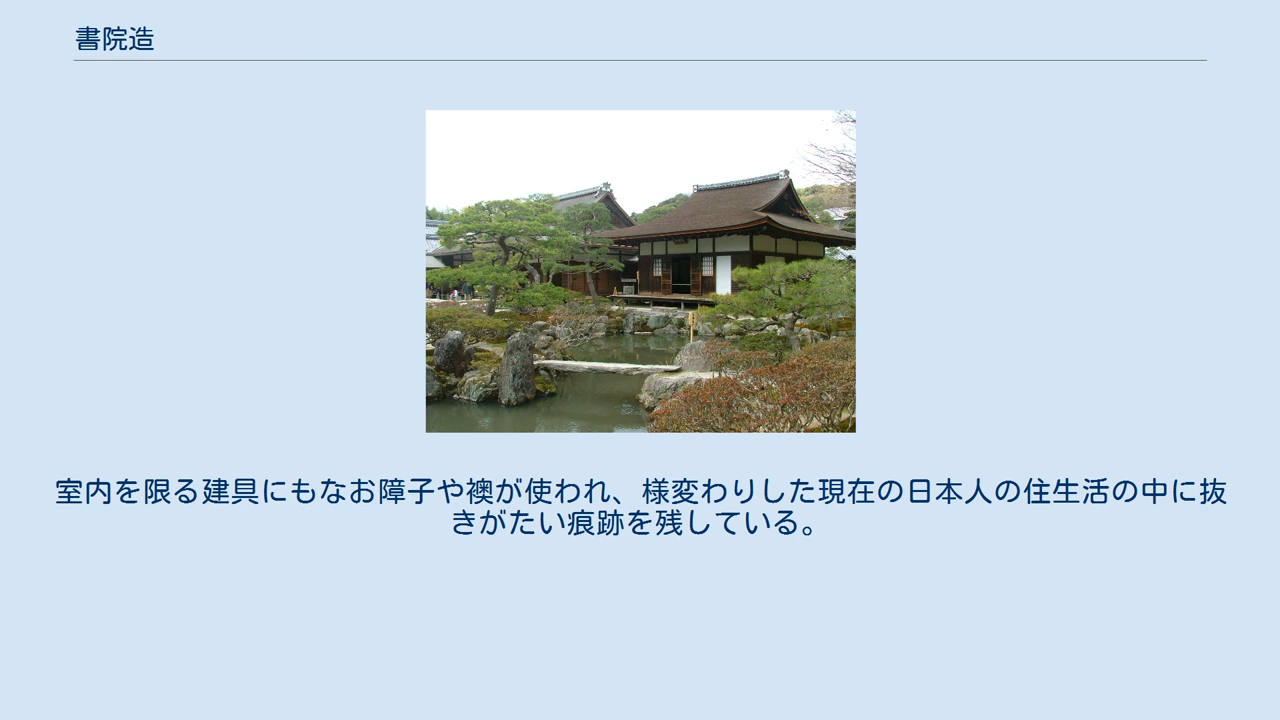 書院造
室内を限る建具にもなお障子や襖が使われ、様変わりした現在の日本人の住生活の中に抜
きがたい痕跡を残している。